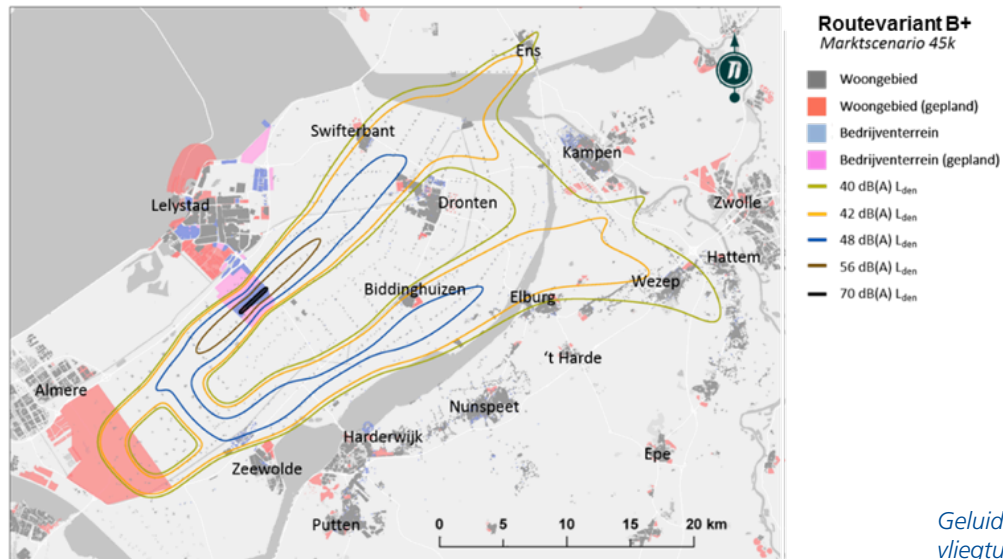 Routevariant B+
Marktscenario 45k
Woongebied
Woongebied (gepland)
Bedrijventerrein
Bedrijventerrein (gepland)
40 dB(A) Lden
42 dB(A) Lden
48 dB(A) Lden
56 dB(A) Lden
70 dB(A) Lden
Ens
Swifterbant
Kampen
Lelystad
Dronten
Zwolle
Hattem
Biddinghuizen
Elburg
Wezep
't Harde
Almere
Nunspeet
Harderwijk
Zeewolde
Epe
Putten
0 5 10 15 20 km
Geluid
vliegtu